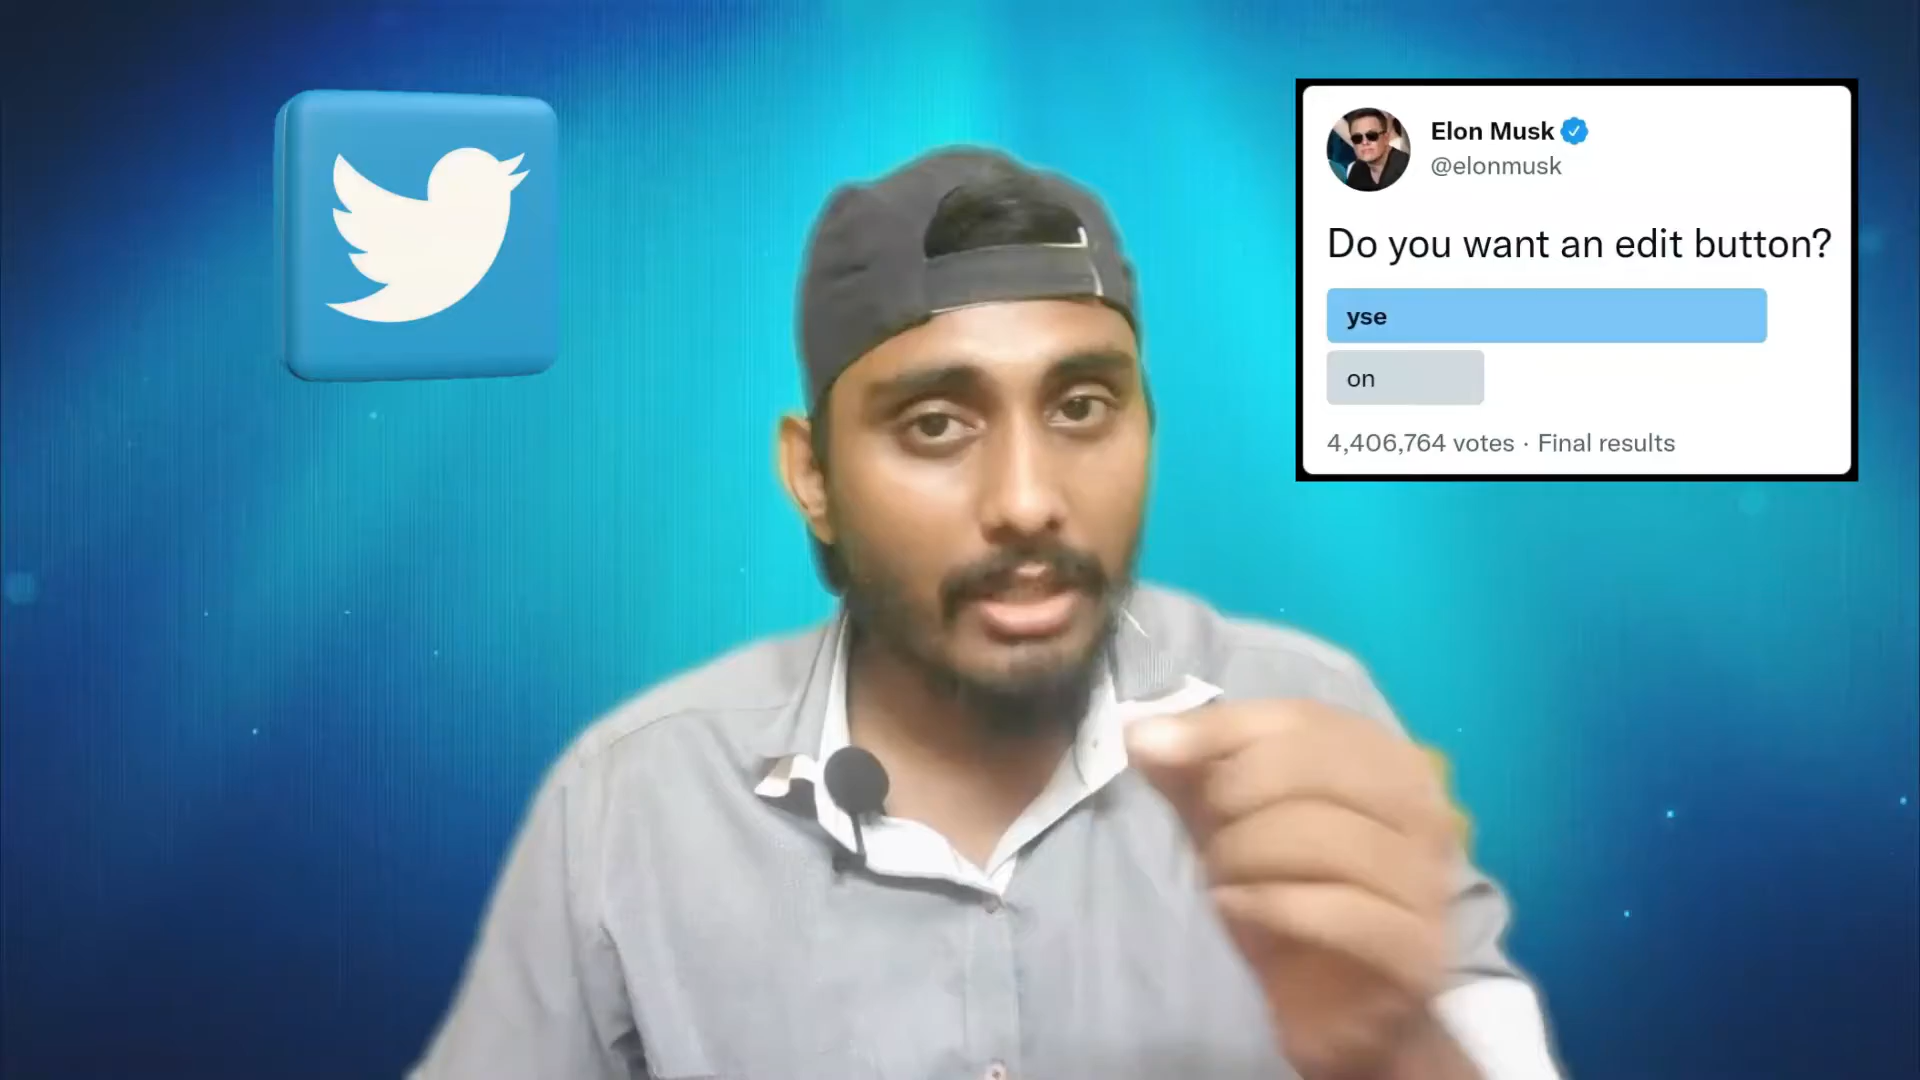 Elon Musk
@elonmusk
Do you want an edit button?
yse
on
4,406,764 votes · Final results